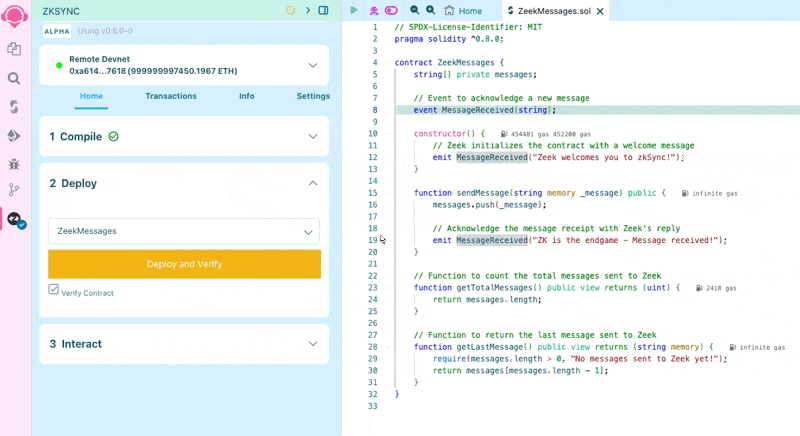 ZKSYNC
ALPHA Using v0.6.0-0
Remote Devnet
0xa614...7618 (999999997450.1967 ETH)
Home Transactions Info Settings
1 Compile
2 Deploy
ZeekMessages
Deploy and Verify
Verify Contract
3 Interact
Home ZeekMessages.sol
1 // SPDX-License-Identifier: MIT
2 pragma solidity ^0.8.0;
3
4 contract ZeekMessages {
5 string[] private messages;
6
7 // Event to acknowledge a new message
8 event MessageReceived(string);
9
10 constructor() { 454481 gas 452200 gas
11 // Zeek initializes the contract with a welcome message
12 emit MessageReceived("Zeek welcomes you to zkSync!");
13 }
14
15 function sendMessage(string memory _message) public { infinite gas
16 messages.push(_message);
17
18 // Acknowledge the message receipt with Zeek's reply
19 emit MessageReceived("ZK is the endgame - Message received!");
20 }
21
22 // Function to count the total messages sent to Zeek
23 function getTotalMessages() public view returns (uint) { 2418 gas
24 return messages.length;
25 }
26
27 // Function to return the last message sent to Zeek
28 function getLastMessage() public view returns (string memory) { infinite gas
29 require(messages.length > 0, "No messages sent to Zeek yet!");
30 return messages[messages.length - 1];
31 }
32 }
33